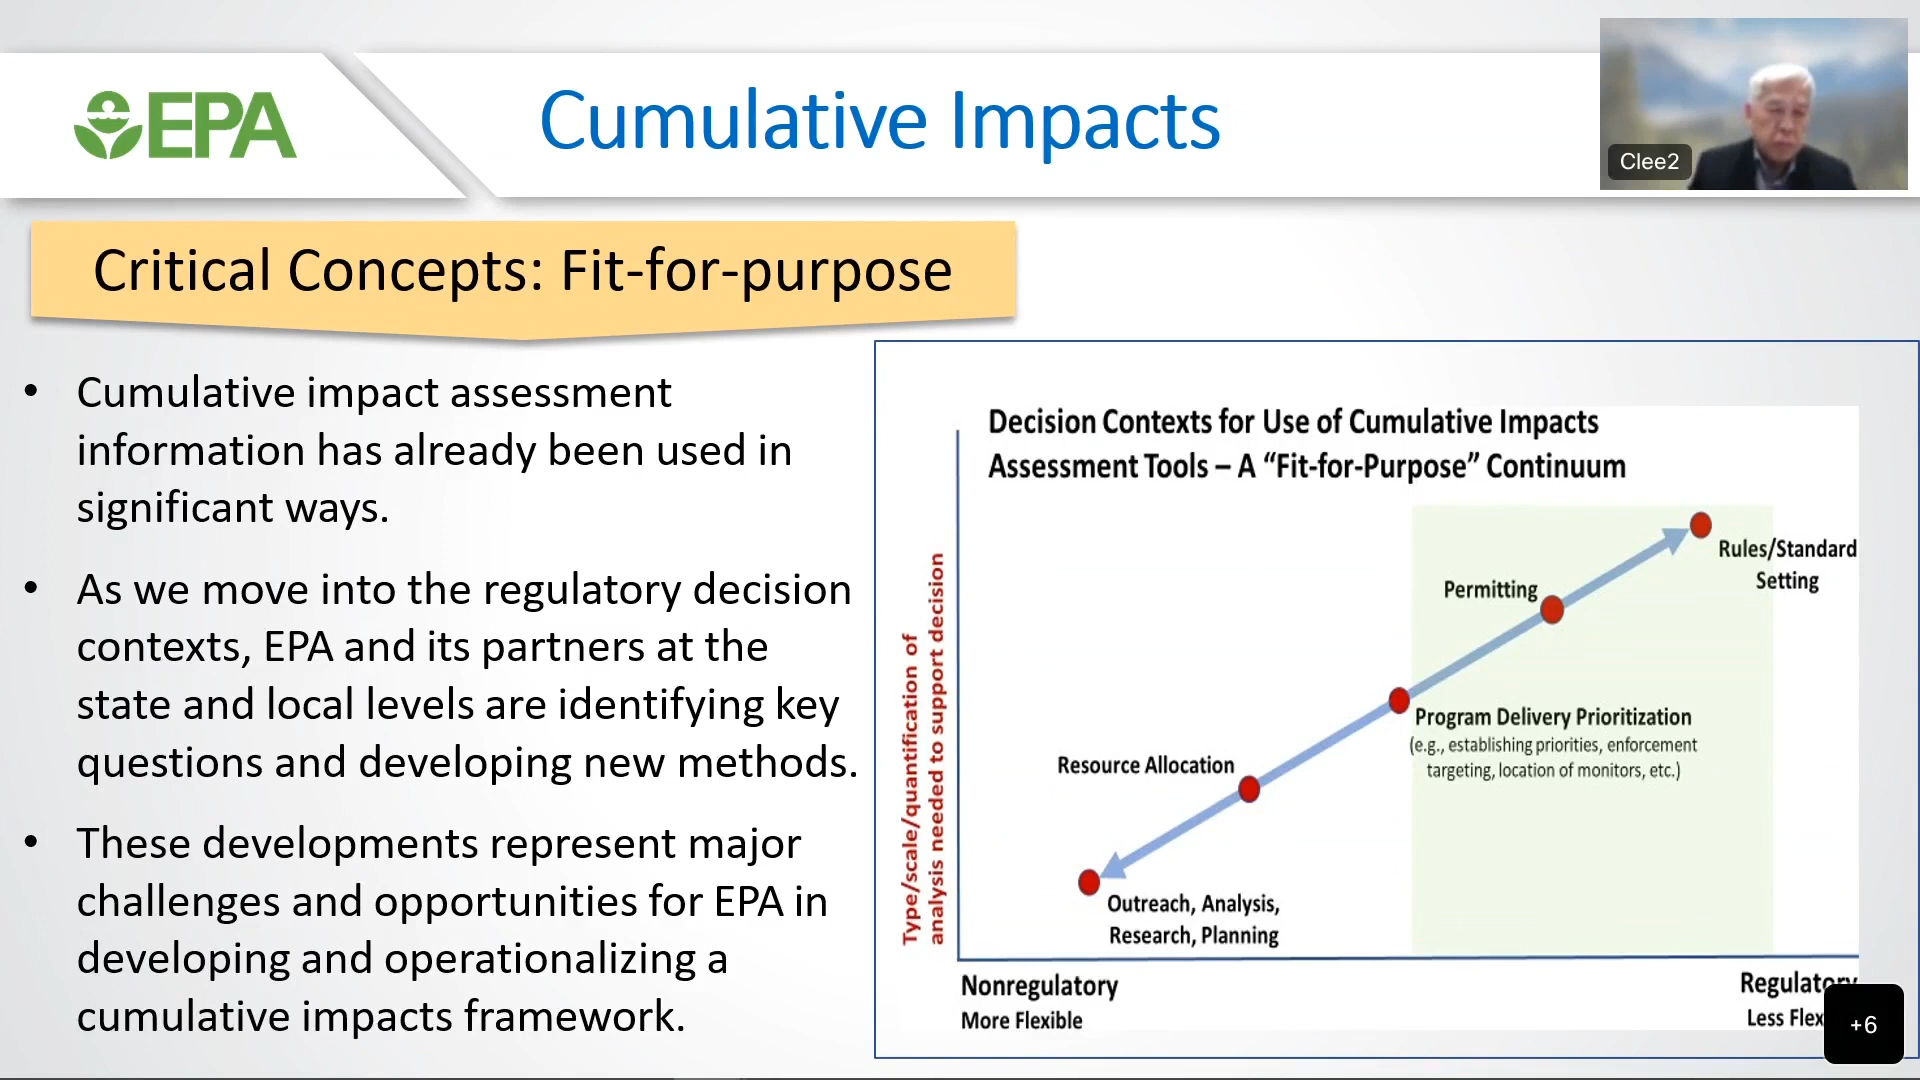 EPA
Cumulative Impacts
Clee2
Critical Concepts: Fit-for-purpose
• Cumulative impact assessment
information has already been used in
significant ways.
• As we move into the regulatory decision
contexts, EPA and its partners at the
state and local levels are identifying key
questions and developing new methods.
• These developments represent major
challenges and opportunities for EPA in
developing and operationalizing a
cumulative impacts framework.
Decision Contexts for Use of Cumulative Impacts
Assessment Tools – A “Fit-for-Purpose” Continuum
Type/scale/quantification of
analysis needed to support decision
Rules/Standard
Setting
Permitting
Program Delivery Prioritization
(e.g., establishing priorities, enforcement
targeting, location of monitors, etc.)
Resource Allocation
Outreach, Analysis,
Research, Planning
Nonregulatory
More Flexible
Regulatory
Less Flex
+6